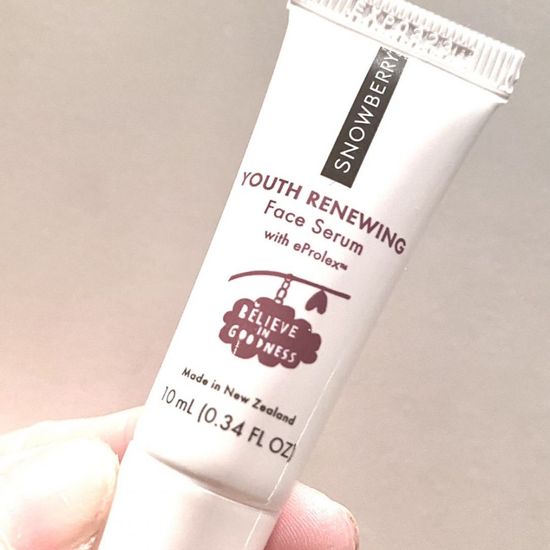 SNOWBERRY
YOUTH RENEWING
Face Serum
with eProlex™
BELIEVE
IN
GOODNESS
Made in New Zealand
10 mL (0.34 FL OZ)